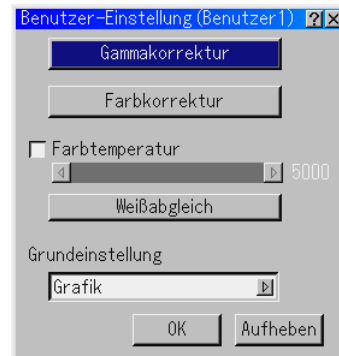 Benutzer-Einstellung (Benutzer1) ?
Gammakorrektur
Farbkorrektur
Farbtemperatur
5000
Weißabgleich
Grundeinstellung
Grafik
OK Aufheben